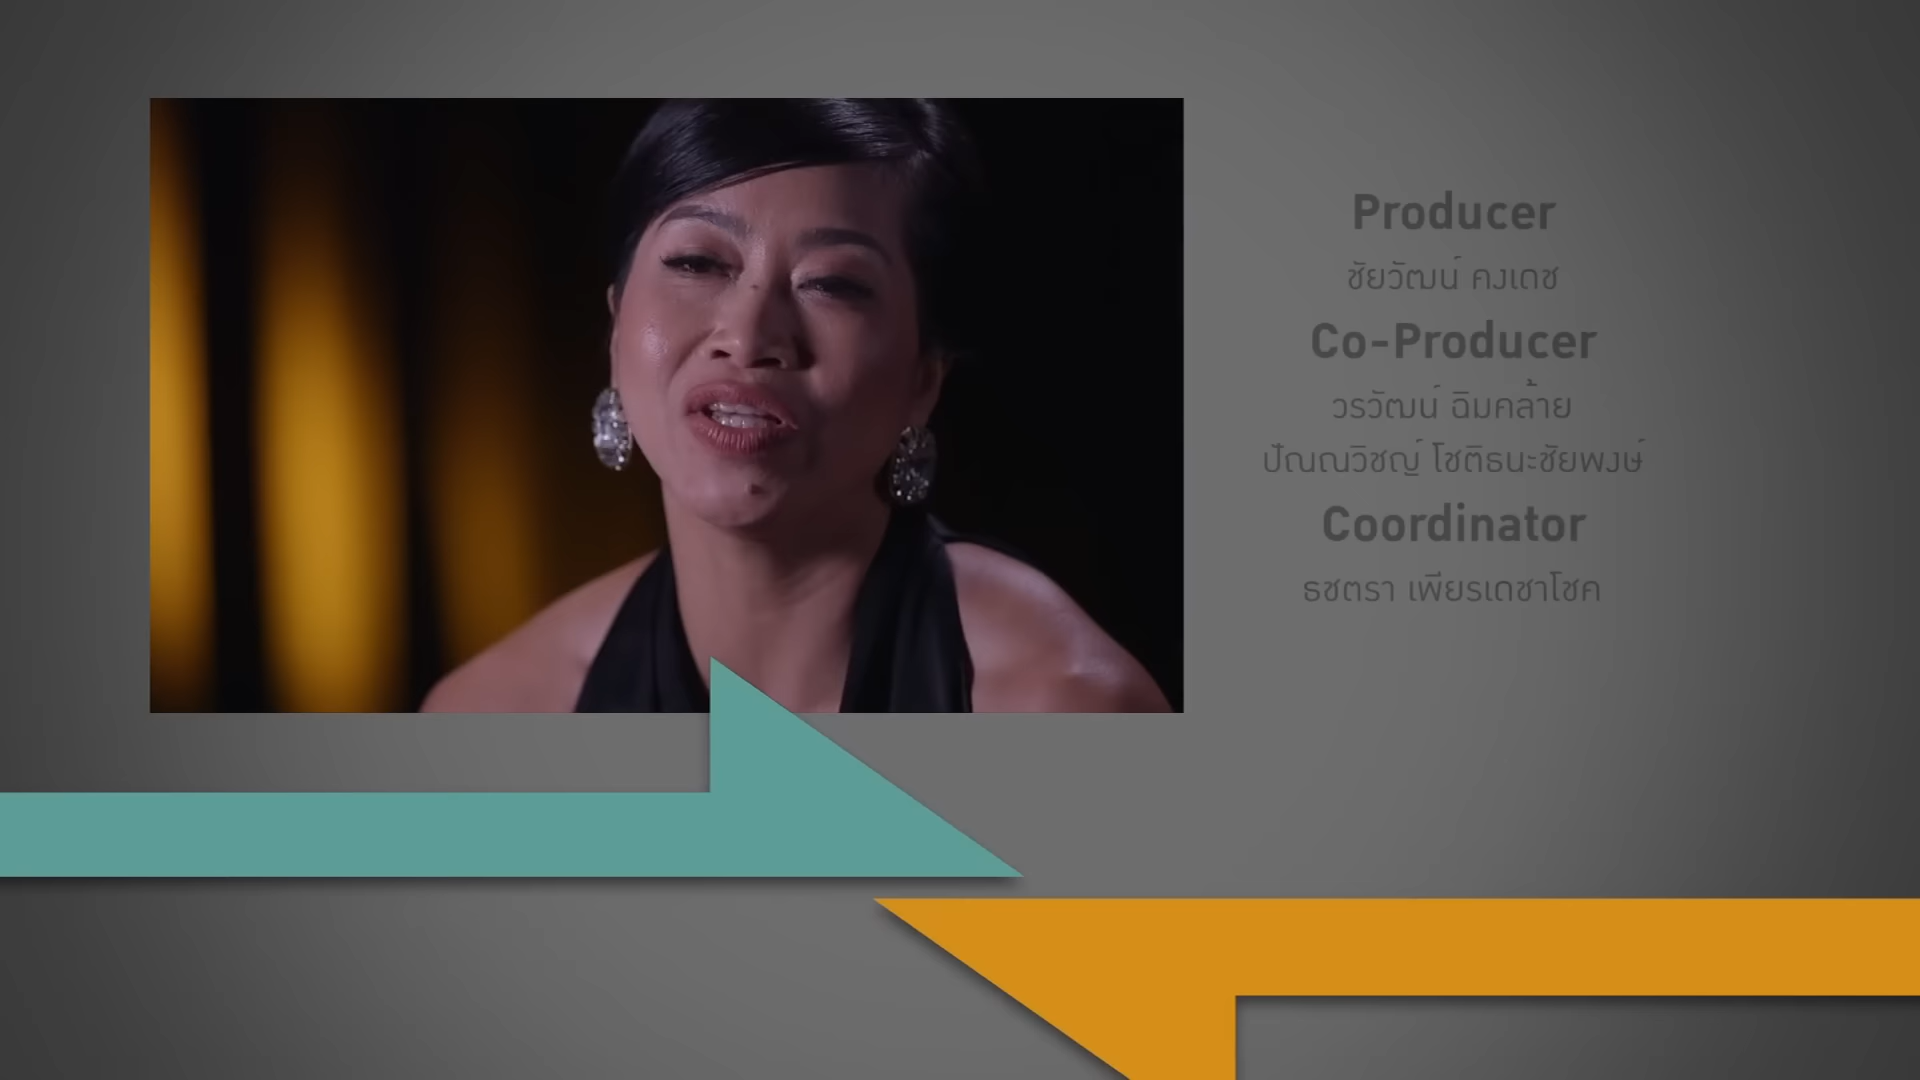 Producer
ชัยวัฒน์ คงเดช
Co-Producer
วรวัฒน์ ฉิมคล้าย
ปัณณวิชญ์ โชติธนะชัยพงษ์
Coordinator
ธชตรา เพียรเดชาโชค